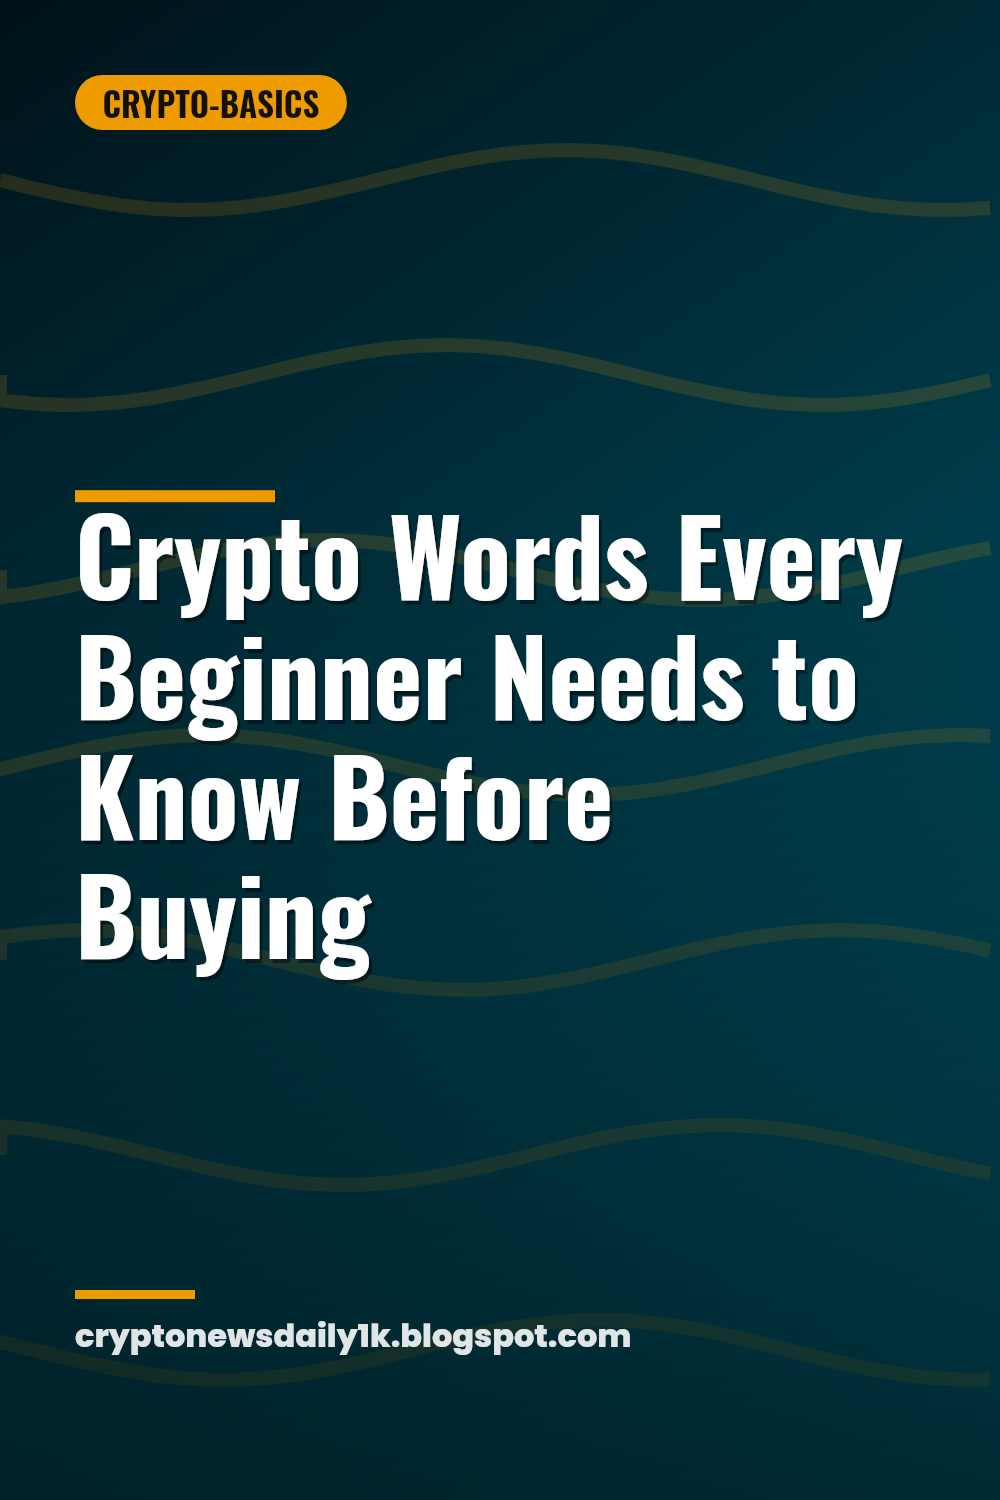 CRYPTO-BASICS
Crypto Words Every
Beginner Needs to
Know Before
Buying
cryptonewsdaily1k.blogspot.com